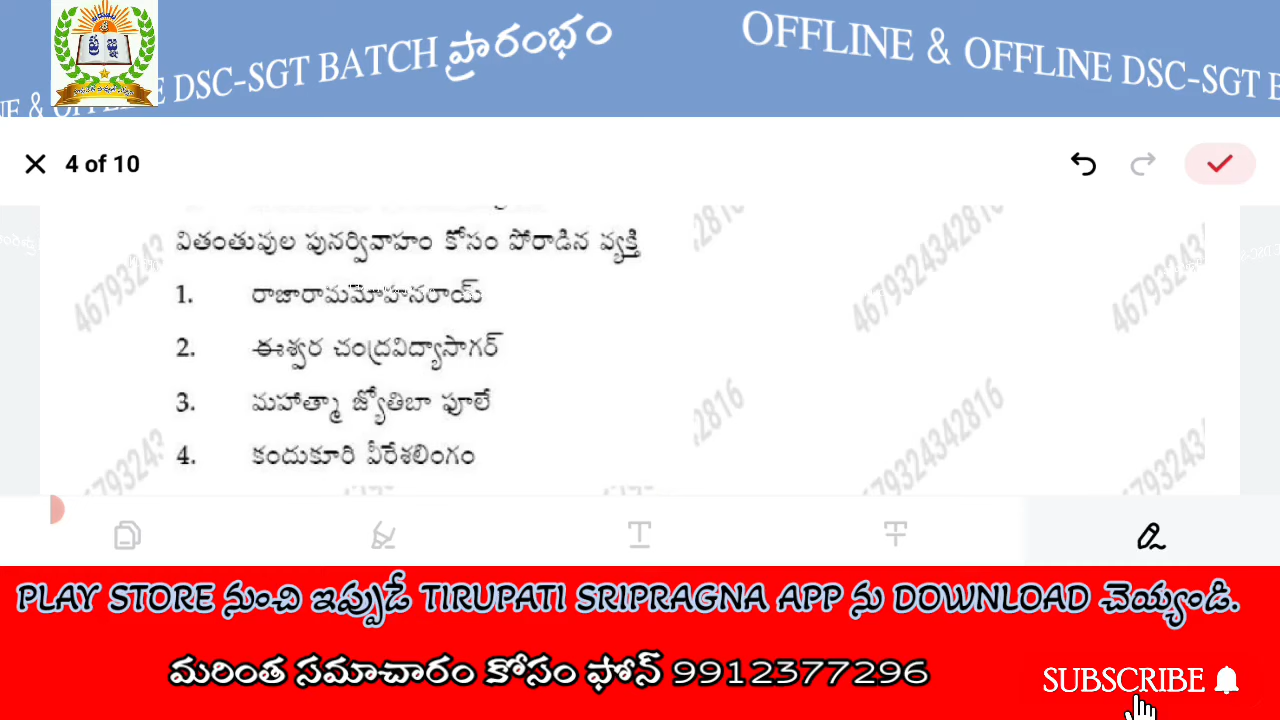 OFFLINE & OFFLINE DSC-SGT B
DSC-SGT BATCH ప్రారంభం
4 of 10
వితంతువుల పునర్వివాహం కోసం పోరాడిన వ్యక్తి
1. రాజారామమోహనరాయ్
2. ఈశ్వర చంద్రవిద్యాసాగర్
3. మహాత్మా జ్యోతిబా ఫూలే
4. కందుకూరి వీరేశలింగం
PLAY STORE నుంచి ఇప్పుడే TIRUPATI SRIPRAGNA APP ను DOWNLOAD చెయ్యండి.
మరింత సమాచారం కోసం ఫోన్ 9912377296
SUBSCRIBE